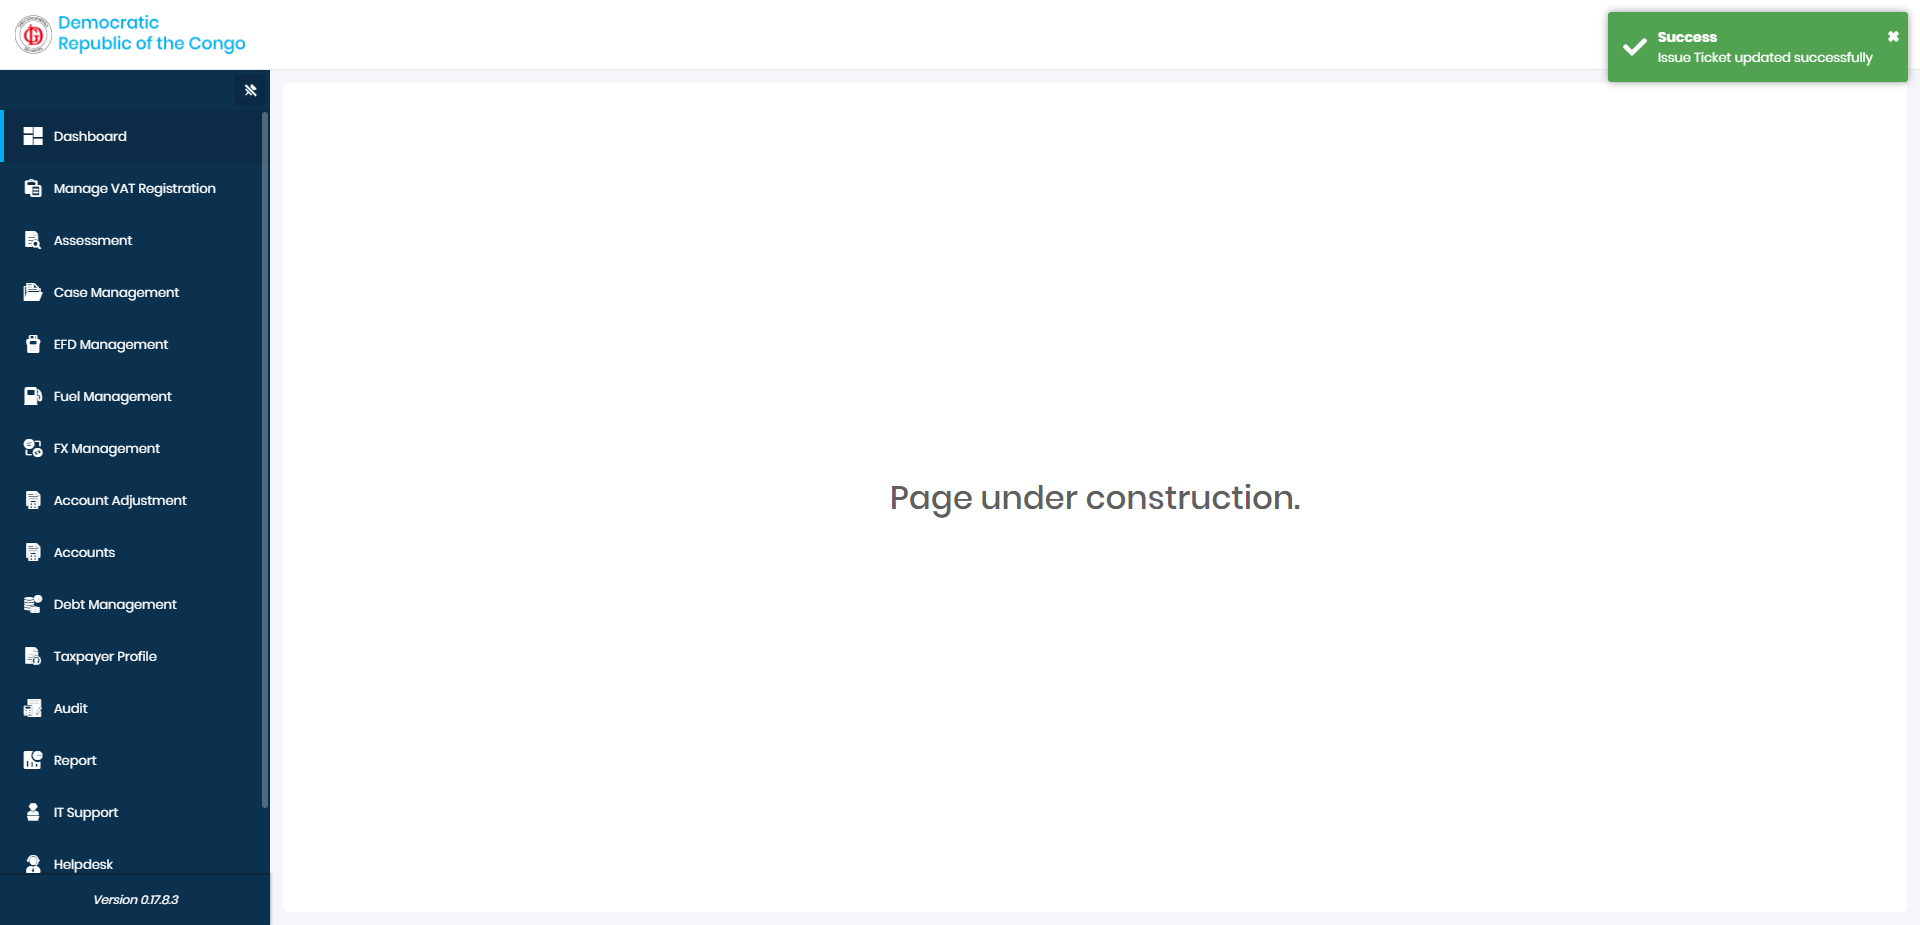 Democratic
Republic of the Congo
Success
Issue Ticket updated successfully
Dashboard
Manage VAT Registration
Assessment
Case Management
EFD Management
Fuel Management
FX Management
Account Adjustment
Accounts
Debt Management
Taxpayer Profile
Audit
Report
IT Support
Helpdesk
Version 0.17.8.3
Page under construction.